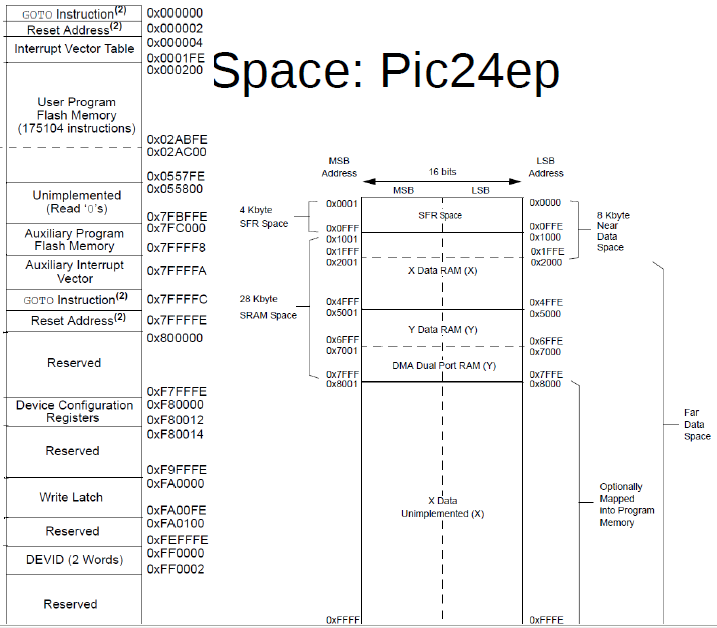 Space: Pic24ep
GOTO Instruction(2)
0x000000
Reset Address(2)
0x000002
Interrupt Vector Table
0x000004
0x0001FE
0x000200
User Program
Flash Memory
(175104 instructions)
0x02ABFE
0x02AC00
0x0557FE
0x055800
Unimplemented
(Read ‘0’s)
0x7FBFFE
0x7FC000
Auxiliary Program
Flash Memory
0x7FFFF8
Auxiliary Interrupt
Vector
0x7FFFFA
GOTO Instruction(2)
0x7FFFFC
Reset Address(2)
0x7FFFFE
0x800000
Reserved
0xF7FFFE
Device Configuration
Registers
0xF80000
0xF80012
0xF80014
Reserved
0xF9FFFE
0xFA0000
Write Latch
0xFA00FE
0xFA0100
Reserved
0xFEFFFE
DEVID (2 Words)
0xFF0000
0xFF0002
Reserved
MSB
Address
16 bits
LSB
Address
MSB
LSB
4 Kbyte
SFR Space
0x0001
SFR Space
0x0000
0x0FFF
0x0FFE
8 Kbyte
Near
Data
Space
0x1001
0x1000
0x1FFF
0x1FFE
0x2001
0x2000
X Data RAM (X)
28 Kbyte
SRAM Space
0x4FFF
0x4FFE
0x5001
0x5000
Y Data RAM (Y)
0x6FFF
0x6FFE
0x7001
0x7000
DMA Dual Port RAM (Y)
0x7FFF
0x7FFE
0x8001
0x8000
Far
Data
Space
X Data
Unimplemented (X)
Optionally
Mapped
into Program
Memory
0xFFFF
0xFFFE